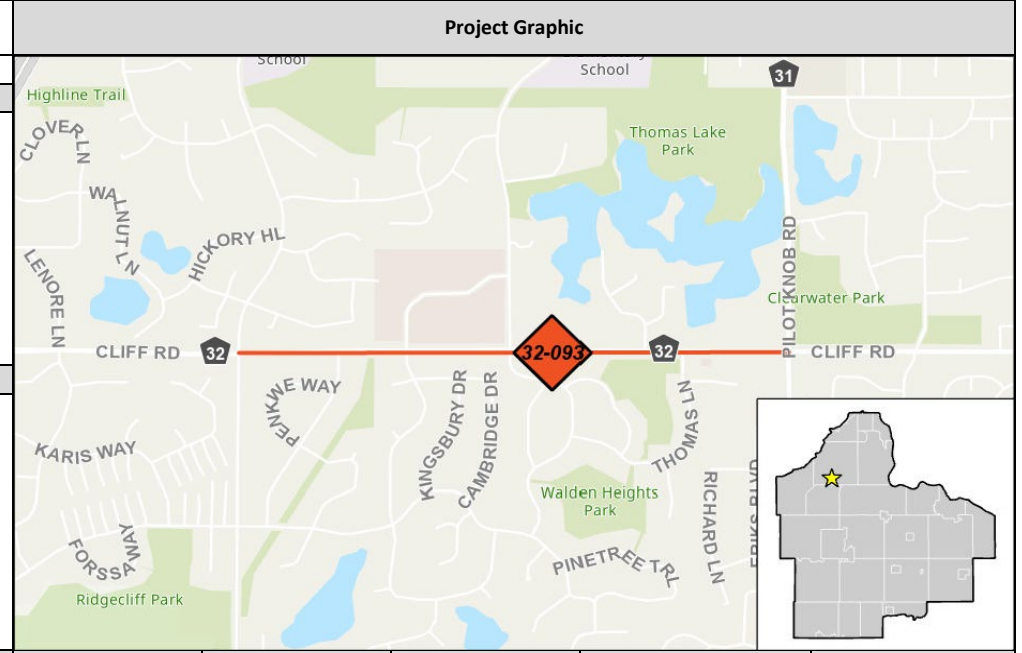 Project Graphic
School
School
31
Highline Trail
CLOVER LN
Thomas Lake
Park
WALNUT LN
HICKORY HL
LENORE LN
PILOT KNOB RD
Clearwater Park
CLIFF RD
32
32-093
32
CLIFF RD
PENKWE WAY
KINGSBURY DR
CAMBRIDGE DR
THOMAS LN
KARIS WAY
Walden Heights
Park
RICHARD LN
FORSSA WAY
PINETREE TRL
Ridgecliff Park